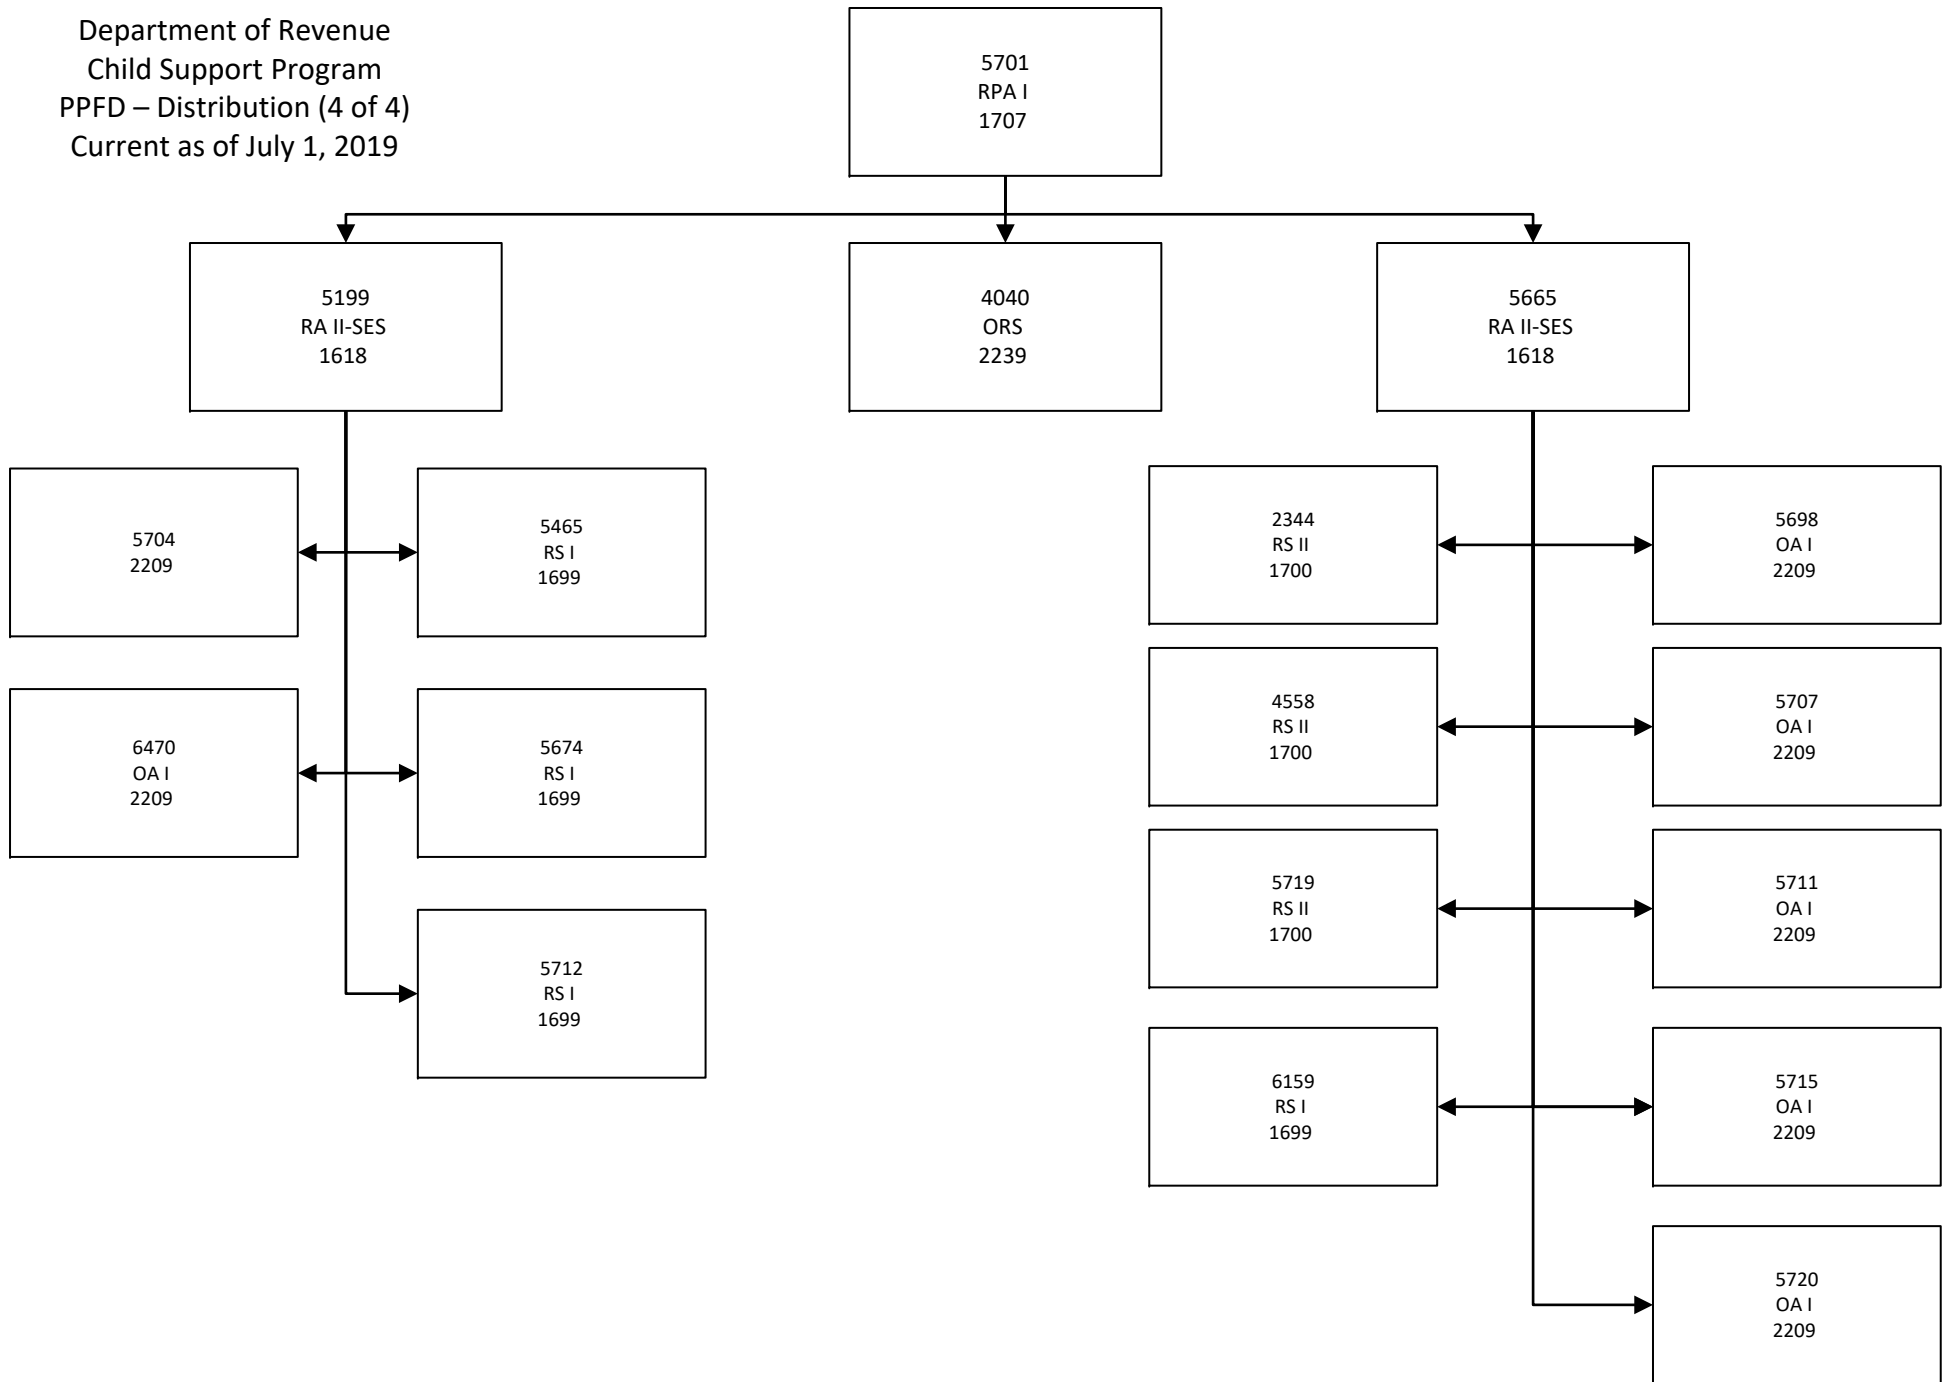 Department of Revenue
Child Support Program
PPFD – Distribution (4 of 4)
Current as of July 1, 2019
5701
RPA I
1707
5199
RA II-SES
1618
4040
ORS
2239
5665
RA II-SES
1618
5704
2209
5465
RS I
1699
6470
OA I
2209
5674
RS I
1699
5712
RS I
1699
2344
RS II
1700
5698
OA I
2209
4558
RS II
1700
5707
OA I
2209
5719
RS II
1700
5711
OA I
2209
6159
RS I
1699
5715
OA I
2209
5720
OA I
2209